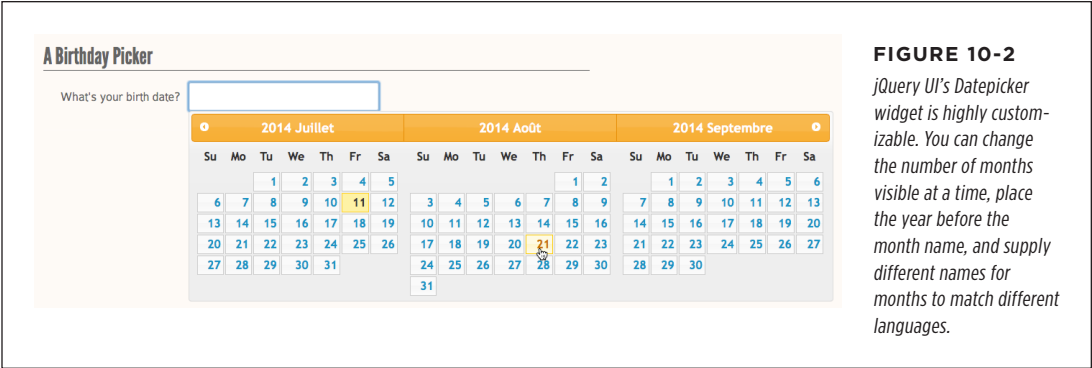 A Birthday Picker
What's your birth date?
2014 Juillet 2014 Août 2014 Septembre
Su Mo Tu We Th Fr Sa Su Mo Tu We Th Fr Sa Su Mo Tu We Th Fr Sa
1 2 3 4 5 1 2 1 2 3 4 5 6
6 7 8 9 10 11 12 3 4 5 6 7 8 9 7 8 9 10 11 12 13
13 14 15 16 17 18 19 10 11 12 13 14 15 16 14 15 16 17 18 19 20
20 21 22 23 24 25 26 17 18 19 20 21 22 23 21 22 23 24 25 26 27
27 28 29 30 31 24 25 26 27 28 29 30 28 29 30
31
FIGURE 10-2
jQuery UI's Datepicker
widget is highly custom-
izable. You can change
the number of months
visible at a time, place
the year before the
month name, and supply
different names for
months to match different
languages.